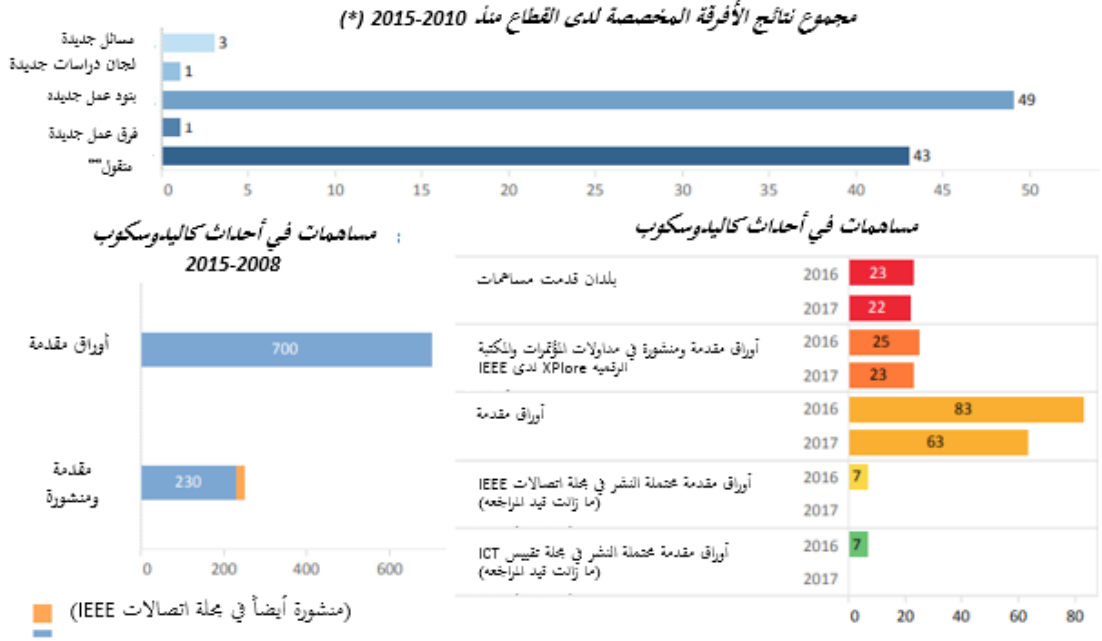 مجموع نتائج الأفرقة المخصصة لدى القطاع منذ 2010-2015 (*)
مسائل جديدة
3
لجان دراسات جديدة
1
بنود عمل جديده
49
فرق عمل جديدة
1
منقول***
43
0 5 10 15 20 25 30 35 40 45 50
مساهمات في أحداث كاليدوسكوب :
2015-2008
أوراق مقدمة
700
مقدمة
ومنشورة
230
0 200 400 600
(منشورة أيضاً في مجلة اتصالات IEEE)
مساهمات في أحداث كاليدوسكوب
بلدان قدمت مساهمات
2016 23
2017 22
أوراق مقدمة ومنشورة في مداولات المؤتمرات والمكتبة
الرقميه XPlore لدى IEEE
2016 25
2017 23
أوراق مقدمة
2016 83
2017 63
أوراق مقدمة محتملة النشر في مجلة اتصالات IEEE
(ما زالت قيد المراجعه)
2016 7
2017
أوراق مقدمة محتملة النشر في مجلة تقييس ICT
(ما زالت قيد المراجعه)
2016 7
2017
0 20 40 60 80